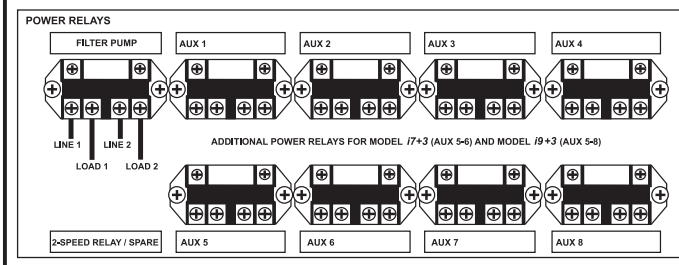 POWER RELAYS
FILTER PUMP
AUX 1
AUX 2
AUX 3
AUX 4
LINE 1
LINE 2
LOAD 1
LOAD 2
ADDITIONAL POWER RELAYS FOR MODEL i7+3 (AUX 5-6) AND MODEL i9+3 (AUX 5-8)
2-SPEED RELAY / SPARE
AUX 5
AUX 6
AUX 7
AUX 8